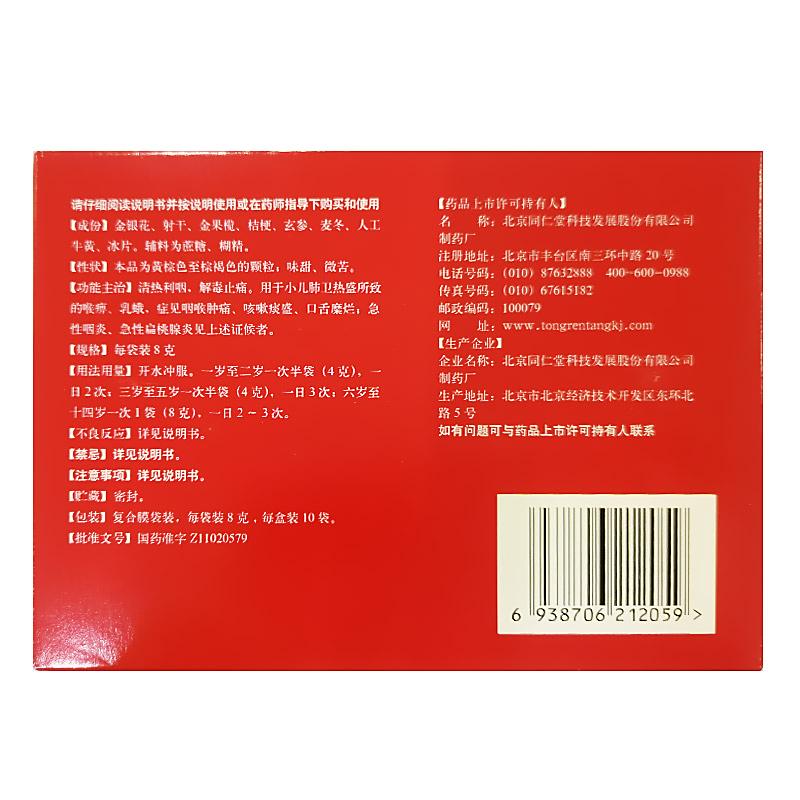 请仔细阅读说明书并按说明使用或在药师指导下购买和使用
【成份】金银花、射干、金果榄、桔梗、玄参、麦冬、人工
牛黄、冰片。辅料为蔗糖、糊精。
【性状】本品为黄棕色至棕褐色的颗粒；味甜、微苦。
【功能主治】清热利咽、解毒止痛。用于小儿肺卫热盛所致
的喉痹、乳蛾，症见咽喉肿痛、咳嗽痰盛、口舌糜烂；急
性咽炎、急性扁桃腺炎见上述证候者。
【规格】每袋装8克
【用法用量】开水冲服。一岁至二岁一次半袋（4克），一
日2次；三岁至五岁一次半袋（4克），一日3次；六岁至
十四岁一次1袋（8克），一日2～3次。
【不良反应】详见说明书。
【禁忌】详见说明书。
【注意事项】详见说明书。
【贮藏】密封。
【包装】复合膜袋装，每袋装8克，每盒装10袋。
【批准文号】国药准字Z11020579
【药品上市许可持有人】
名　　称：北京同仁堂科技发展股份有限公司
制药厂
注册地址：北京市丰台区南三环中路20号
电话号码：（010）87632888　400-600-0988
传真号码：（010）67615182
邮政编码：100079
网　　址：www.tongrentangkj.com
【生产企业】
企业名称：北京同仁堂科技发展股份有限公司
制药厂
生产地址：北京市北京经济技术开发区东环北
路5号
如有问题可与药品上市许可持有人联系
6 938706 212059 >